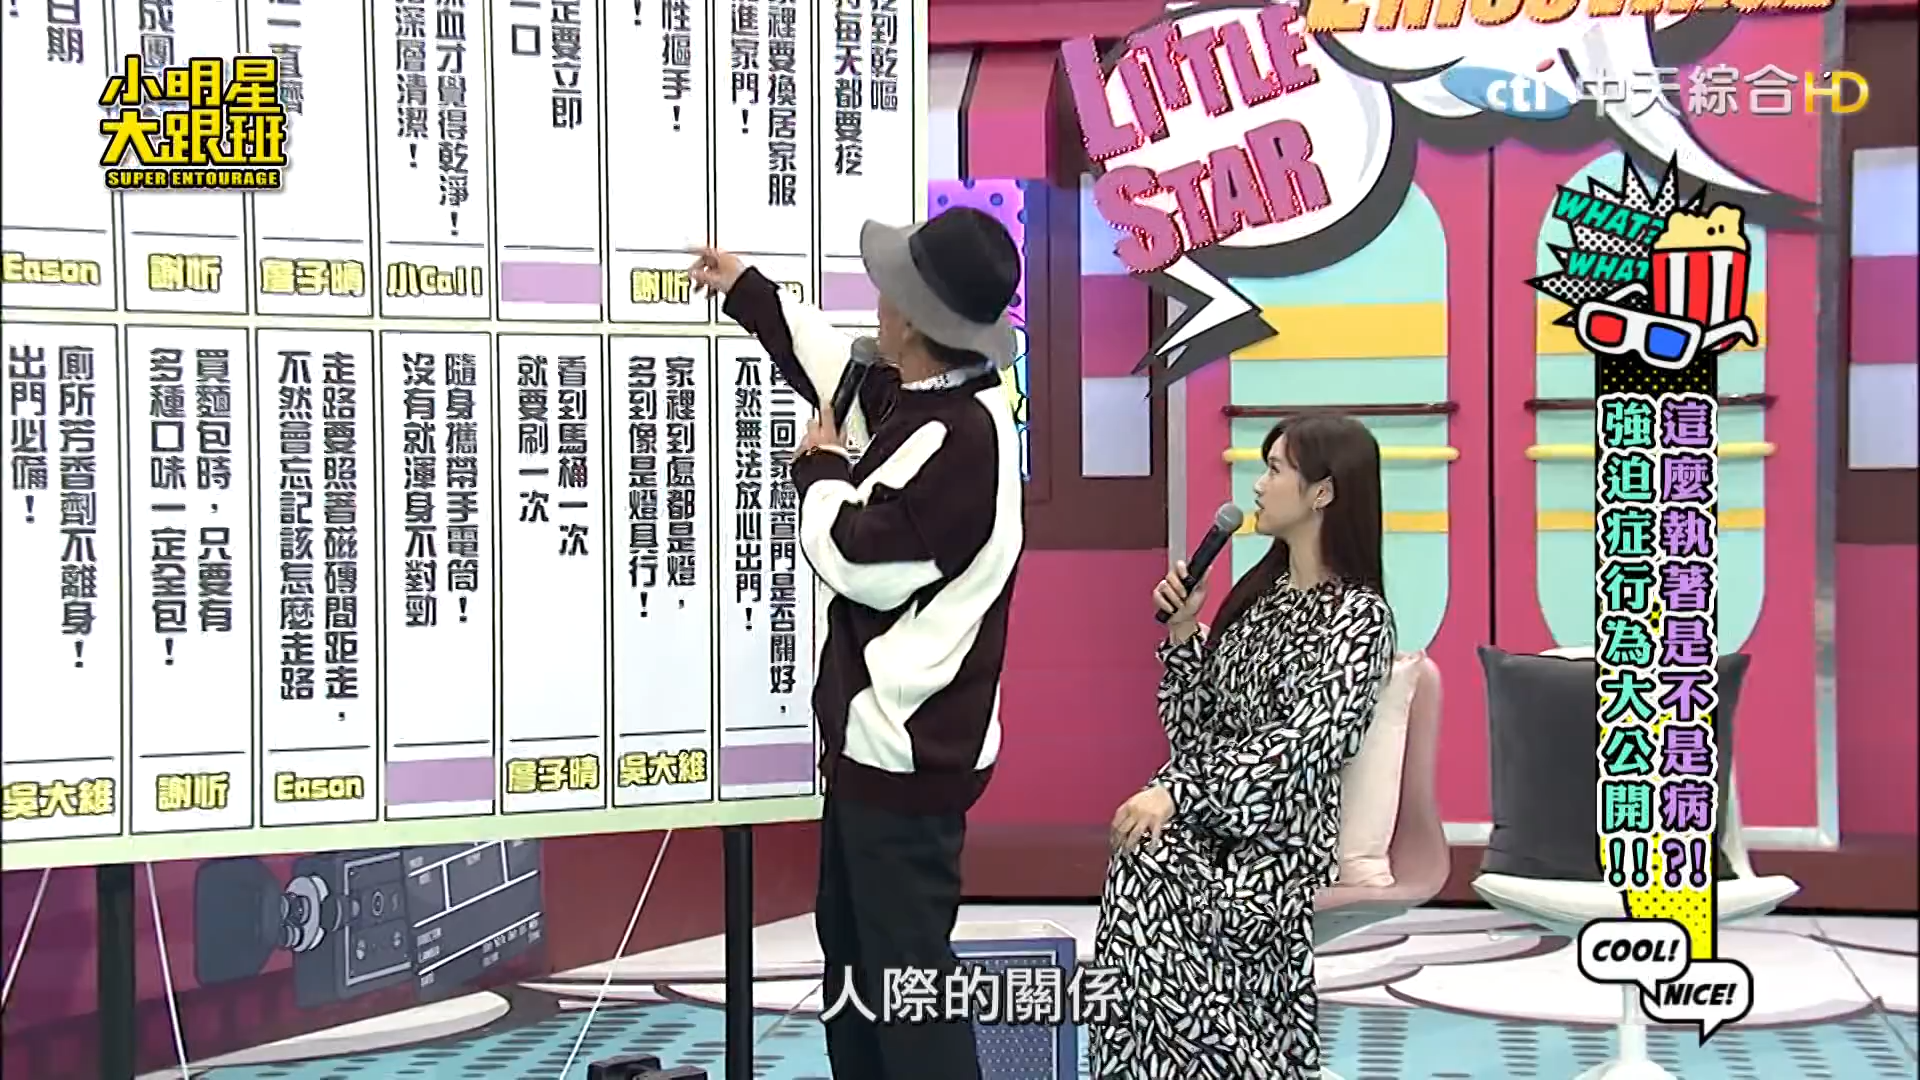 小明星
大跟班
SUPER ENTOURAGE
LITTLE
STAR
cti 中天綜合HD
WHAT?
WHAT
這麼執著是不是病?!
強迫症行為大公開!!
COOL!
NICE!
挖到乾嘔
每天都要挖
家裡要換居家服
進家門!
性摳手!
定要立即
一口
流血才覺得乾淨!
深層清潔!
一直
成團
日期
謝忻
小Call
詹子晴
謝忻
Eason
再三回家檢查門是否關好,
不然無法放心出門!
家裡到處都是燈,
多到像是燈具行!
吳大維
看到馬桶一次
就要刷一次
詹子晴
隨身攜帶手電筒!
沒有就渾身不對勁
走路要照著磁磚間距走,
不然會忘記該怎麼走路
Eason
買麵包時,只要有
多種口味一定全包!
謝忻
廁所芳香劑不離身!
出門必備!
吳大維
人際的關係